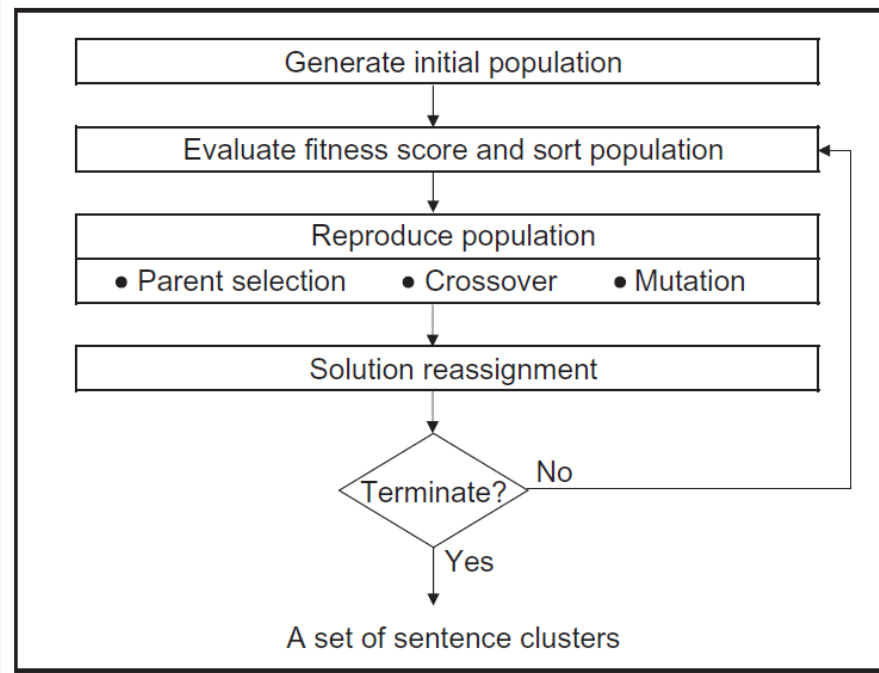 Generate initial population
Evaluate fitness score and sort population
Reproduce population
● Parent selection ● Crossover ● Mutation
Solution reassignment
Terminate?
No
Yes
A set of sentence clusters